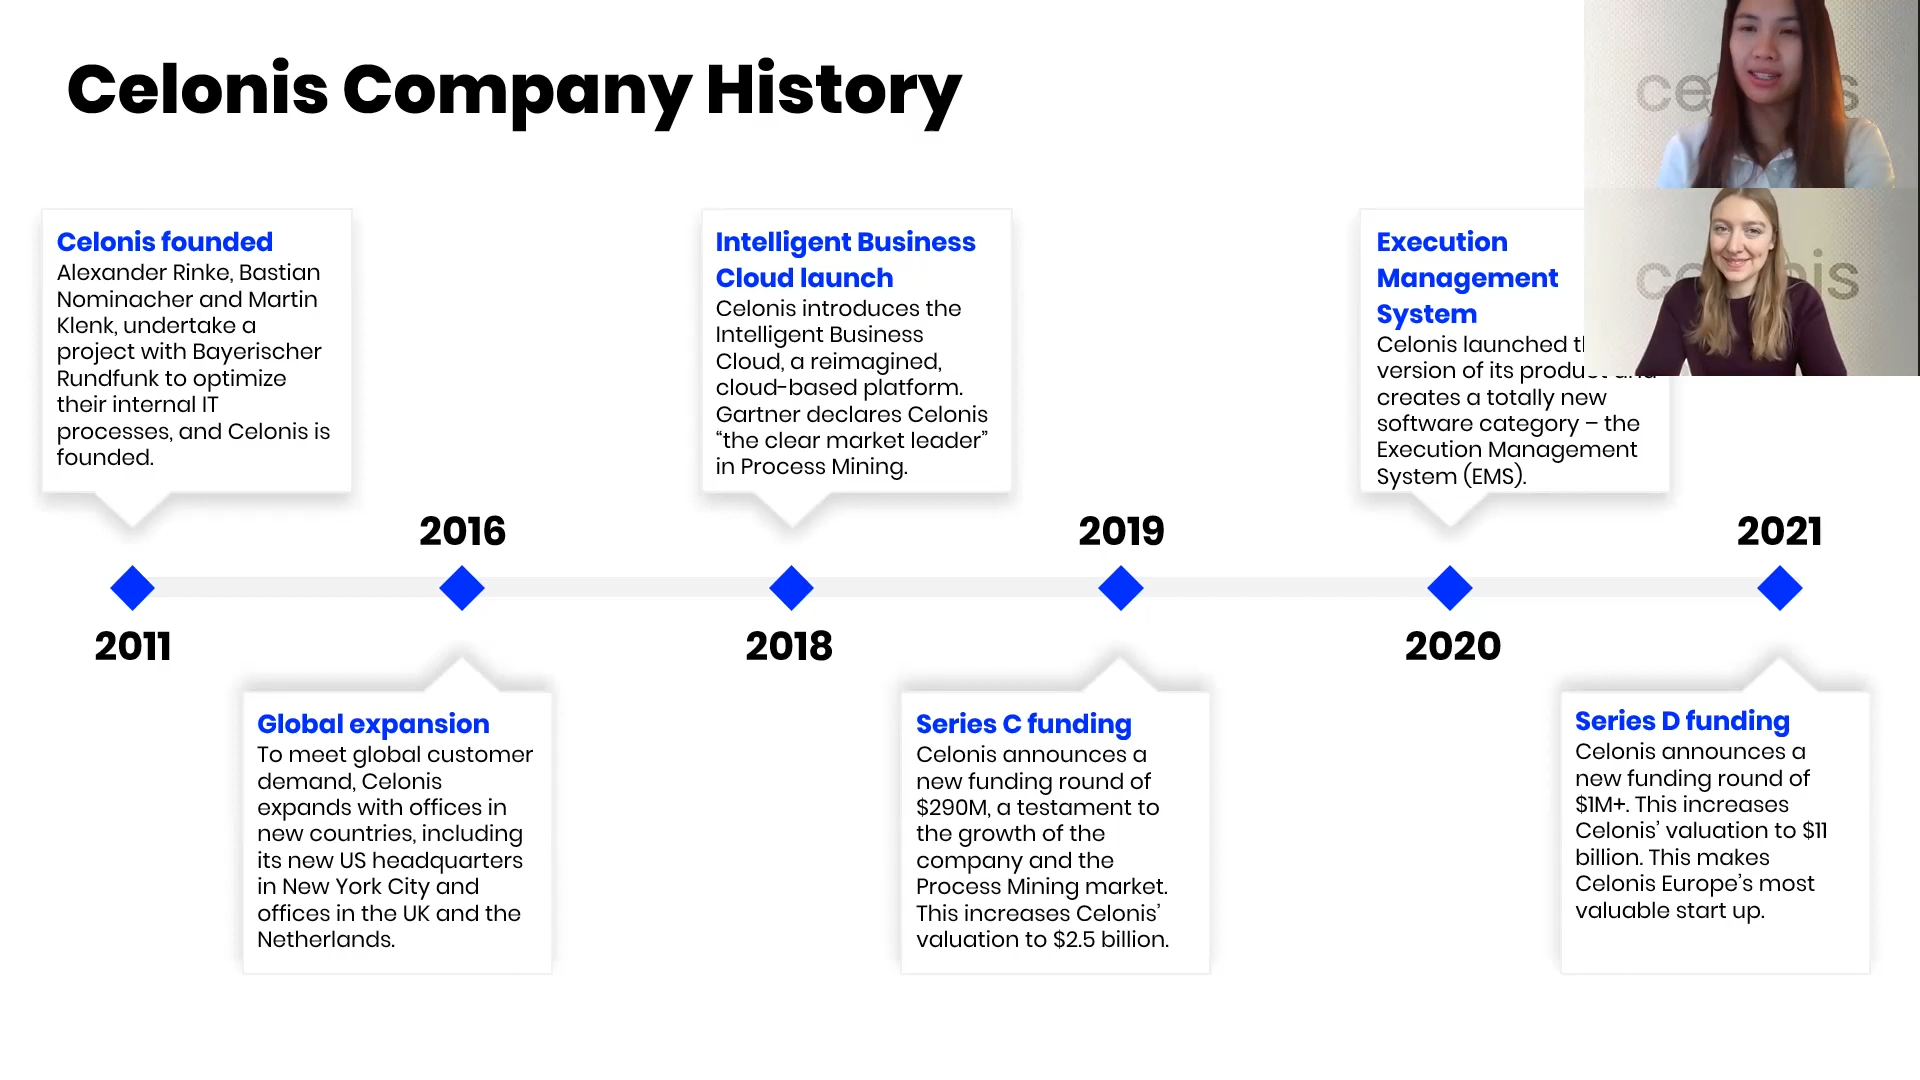 Celonis Company History
Celonis founded
Alexander Rinke, Bastian
Nominacher and Martin
Klenk, undertake a
project with Bayerischer
Rundfunk to optimize
their internal IT
processes, and Celonis is
founded.
Intelligent Business
Cloud launch
Celonis introduces the
Intelligent Business
Cloud, a reimagined,
cloud-based platform.
Gartner declares Celonis
“the clear market leader”
in Process Mining.
Execution
Management
System
Celonis launched
version of its product and
creates a totally new
software category – the
Execution Management
System (EMS).
2016
2019
2021
2011
2018
2020
Global expansion
To meet global customer
demand, Celonis
expands with offices in
new countries, including
its new US headquarters
in New York City and
offices in the UK and the
Netherlands.
Series C funding
Celonis announces a
new funding round of
$290M, a testament to
the growth of the
company and the
Process Mining market.
This increases Celonis’
valuation to $2.5 billion.
Series D funding
Celonis announces a
new funding round of
$1M+. This increases
Celonis’ valuation to $11
billion. This makes
Celonis Europe’s most
valuable start up.